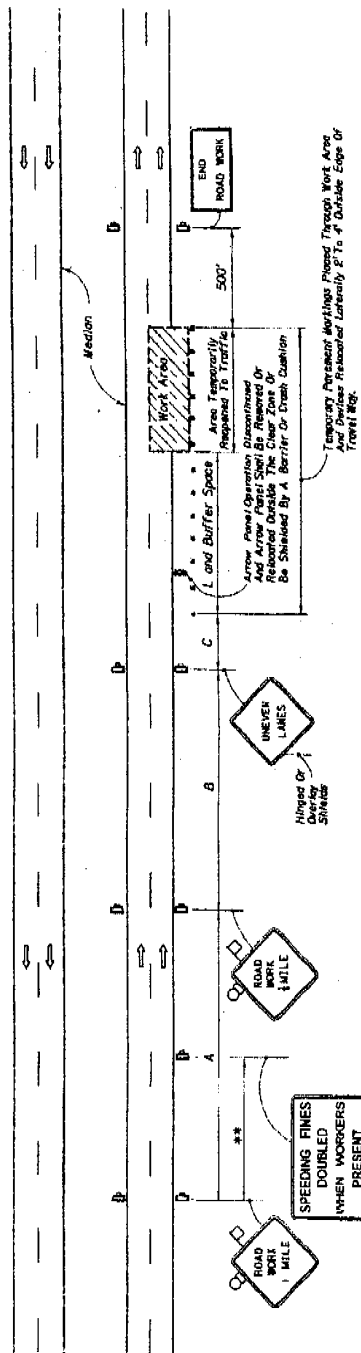 Median
END
ROAD WORK
500'
Work Area
Area Temporarily
Reopened To Traffic
L and Buffer Space
Arrow Panel Operation Discontinued
And Arrow Panel Shall Be Removed Or
Relocated Outside The Clear Zone Or
Be Shielded By A Barrier Or Crash Cushion
Temporary Pavement Markings Placed Through Work Area
And Devices Relocated Laterally 2' To 4' Outside Edge Of
Travel Way.
C
B
A
**
UNEVEN
LANES
Hinged Or
Overlay
Shields
ROAD
WORK
½ MILE
SPEEDING FINES
DOUBLED
WHEN WORKERS
PRESENT
ROAD
WORK
1 MILE